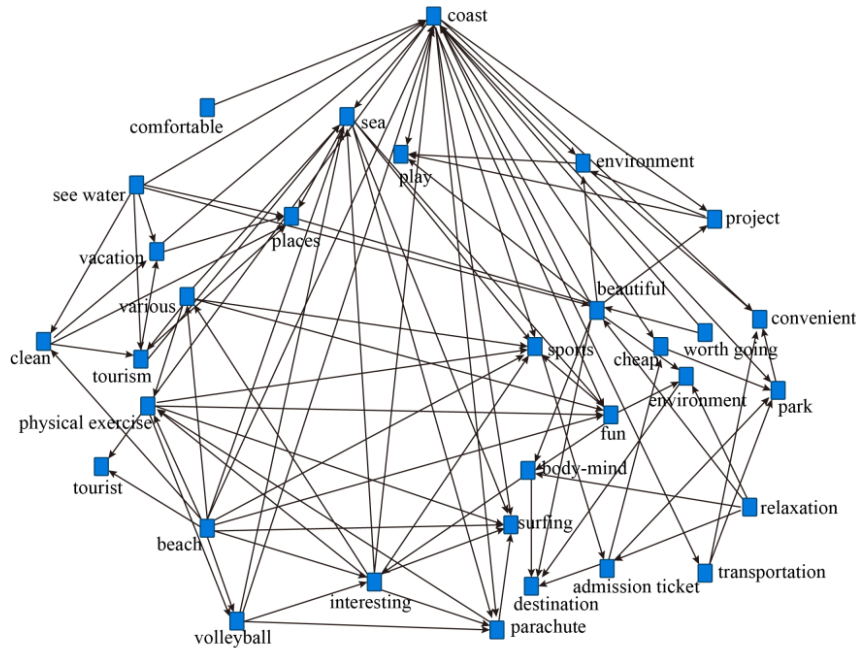 coast
comfortable
sea
play
environment
see water
places
project
vacation
various
beautiful
convenient
clean
tourism
sports
cheap
worth going
environment
park
physical exercise
fun
tourist
body-mind
beach
surfing
relaxation
interesting
destination
admission ticket
transportation
volleyball
parachute